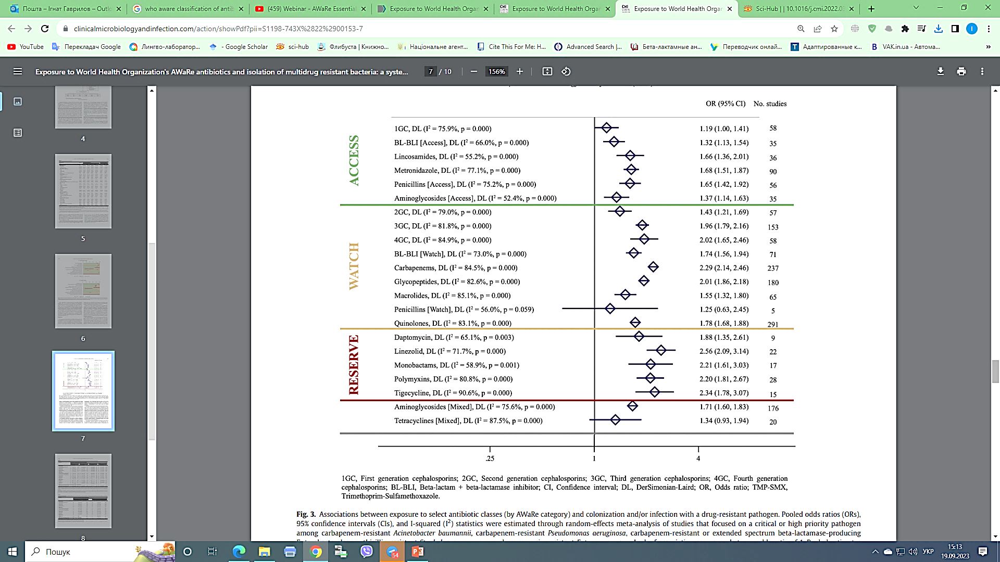 Пошта – Ігнат Гаврилов – Outlo
who aware classification of antib
(459) Webinar - AWaRe Essential
Exposure to World Health Organ
Exposure to World Health Organ
Exposure to World Health Organ
Sci-Hub | | 10.1016/j.cmi.2022.03
clinicalmicrobiologyandinfection.com/action/showPdf?pii=S1198-743X%2822%2900153-7
YouTube
Перекладач Google
Лингво-лаборатор...
- Google Scholar
sci-hub
Флибуста | Книжно...
Національне агент...
Cite This For Me: H...
Advanced Search |...
Бета-лактамные ан...
Переводчик онлай...
Адаптированные к...
VAK.in.ua - Автома...
»
Exposure to World Health Organization's AWaRe antibiotics and isolation of multidrug resistant bacteria: a syste...
7 / 10
156%
4
5
6
7
8
OR (95% CI) No. studies
ACCESS
1GC, DL (I² = 75.9%, p = 0.000) 1.19 (1.00, 1.41) 58
BL-BLI [Access], DL (I² = 66.0%, p = 0.000) 1.32 (1.13, 1.54) 35
Lincosamides, DL (I² = 55.2%, p = 0.000) 1.66 (1.36, 2.01) 36
Metronidazole, DL (I² = 77.1%, p = 0.000) 1.68 (1.51, 1.87) 90
Penicillins [Access], DL (I² = 75.2%, p = 0.000) 1.65 (1.42, 1.92) 56
Aminoglycosides [Access], DL (I² = 52.4%, p = 0.000) 1.37 (1.14, 1.63) 35
WATCH
2GC, DL (I² = 79.0%, p = 0.000) 1.43 (1.21, 1.69) 57
3GC, DL (I² = 81.8%, p = 0.000) 1.96 (1.79, 2.16) 153
4GC, DL (I² = 84.9%, p = 0.000) 2.02 (1.65, 2.46) 58
BL-BLI [Watch], DL (I² = 73.0%, p = 0.000) 1.74 (1.56, 1.94) 71
Carbapenems, DL (I² = 84.5%, p = 0.000) 2.29 (2.14, 2.46) 237
Glycopeptides, DL (I² = 82.6%, p = 0.000) 2.01 (1.86, 2.18) 180
Macrolides, DL (I² = 85.1%, p = 0.000) 1.55 (1.32, 1.80) 65
Penicillins [Watch], DL (I² = 56.0%, p = 0.059) 1.25 (0.63, 2.45) 5
Quinolones, DL (I² = 83.1%, p = 0.000) 1.78 (1.68, 1.88) 291
RESERVE
Daptomycin, DL (I² = 65.1%, p = 0.003) 1.88 (1.35, 2.61) 9
Linezolid, DL (I² = 71.7%, p = 0.000) 2.56 (2.09, 3.14) 22
Monobactams, DL (I² = 58.9%, p = 0.001) 2.21 (1.61, 3.03) 17
Polymyxins, DL (I² = 80.8%, p = 0.000) 2.20 (1.81, 2.67) 28
Tigecycline, DL (I² = 90.6%, p = 0.000) 2.34 (1.78, 3.07) 15
Aminoglycosides [Mixed], DL (I² = 75.6%, p = 0.000) 1.71 (1.60, 1.83) 176
Tetracyclines [Mixed], DL (I² = 87.5%, p = 0.000) 1.34 (0.93, 1.94) 20
.25 1 4
1GC, First generation cephalosporins; 2GC, Second generation cephalosporins; 3GC, Third generation cephalosporins; 4GC, Fourth generation
cephalosporins; BL-BLI, Beta-lactam + beta-lactamase inhibitor; CI, Confidence interval; DL, DerSimonian-Laird; OR, Odds ratio; TMP-SMX,
Trimethoprim-Sulfamethoxazole.
Fig. 3. Associations between exposure to select antibiotic classes (by AWaRe category) and colonization and/or infection with a drug-resistant pathogen. Pooled odds ratios (ORs),
95% confidence intervals (CIs), and I-squared (I²) statistics were estimated through random-effects meta-analysis of studies that focused on a critical or high priority pathogen
among carbapenem-resistant Acinetobacter baumannii, carbapenem-resistant Pseudomonas aeruginosa, carbapenem-resistant or extended spectrum beta-lactamase-producing
Пошук
54
УКР
15:13
19.09.2023